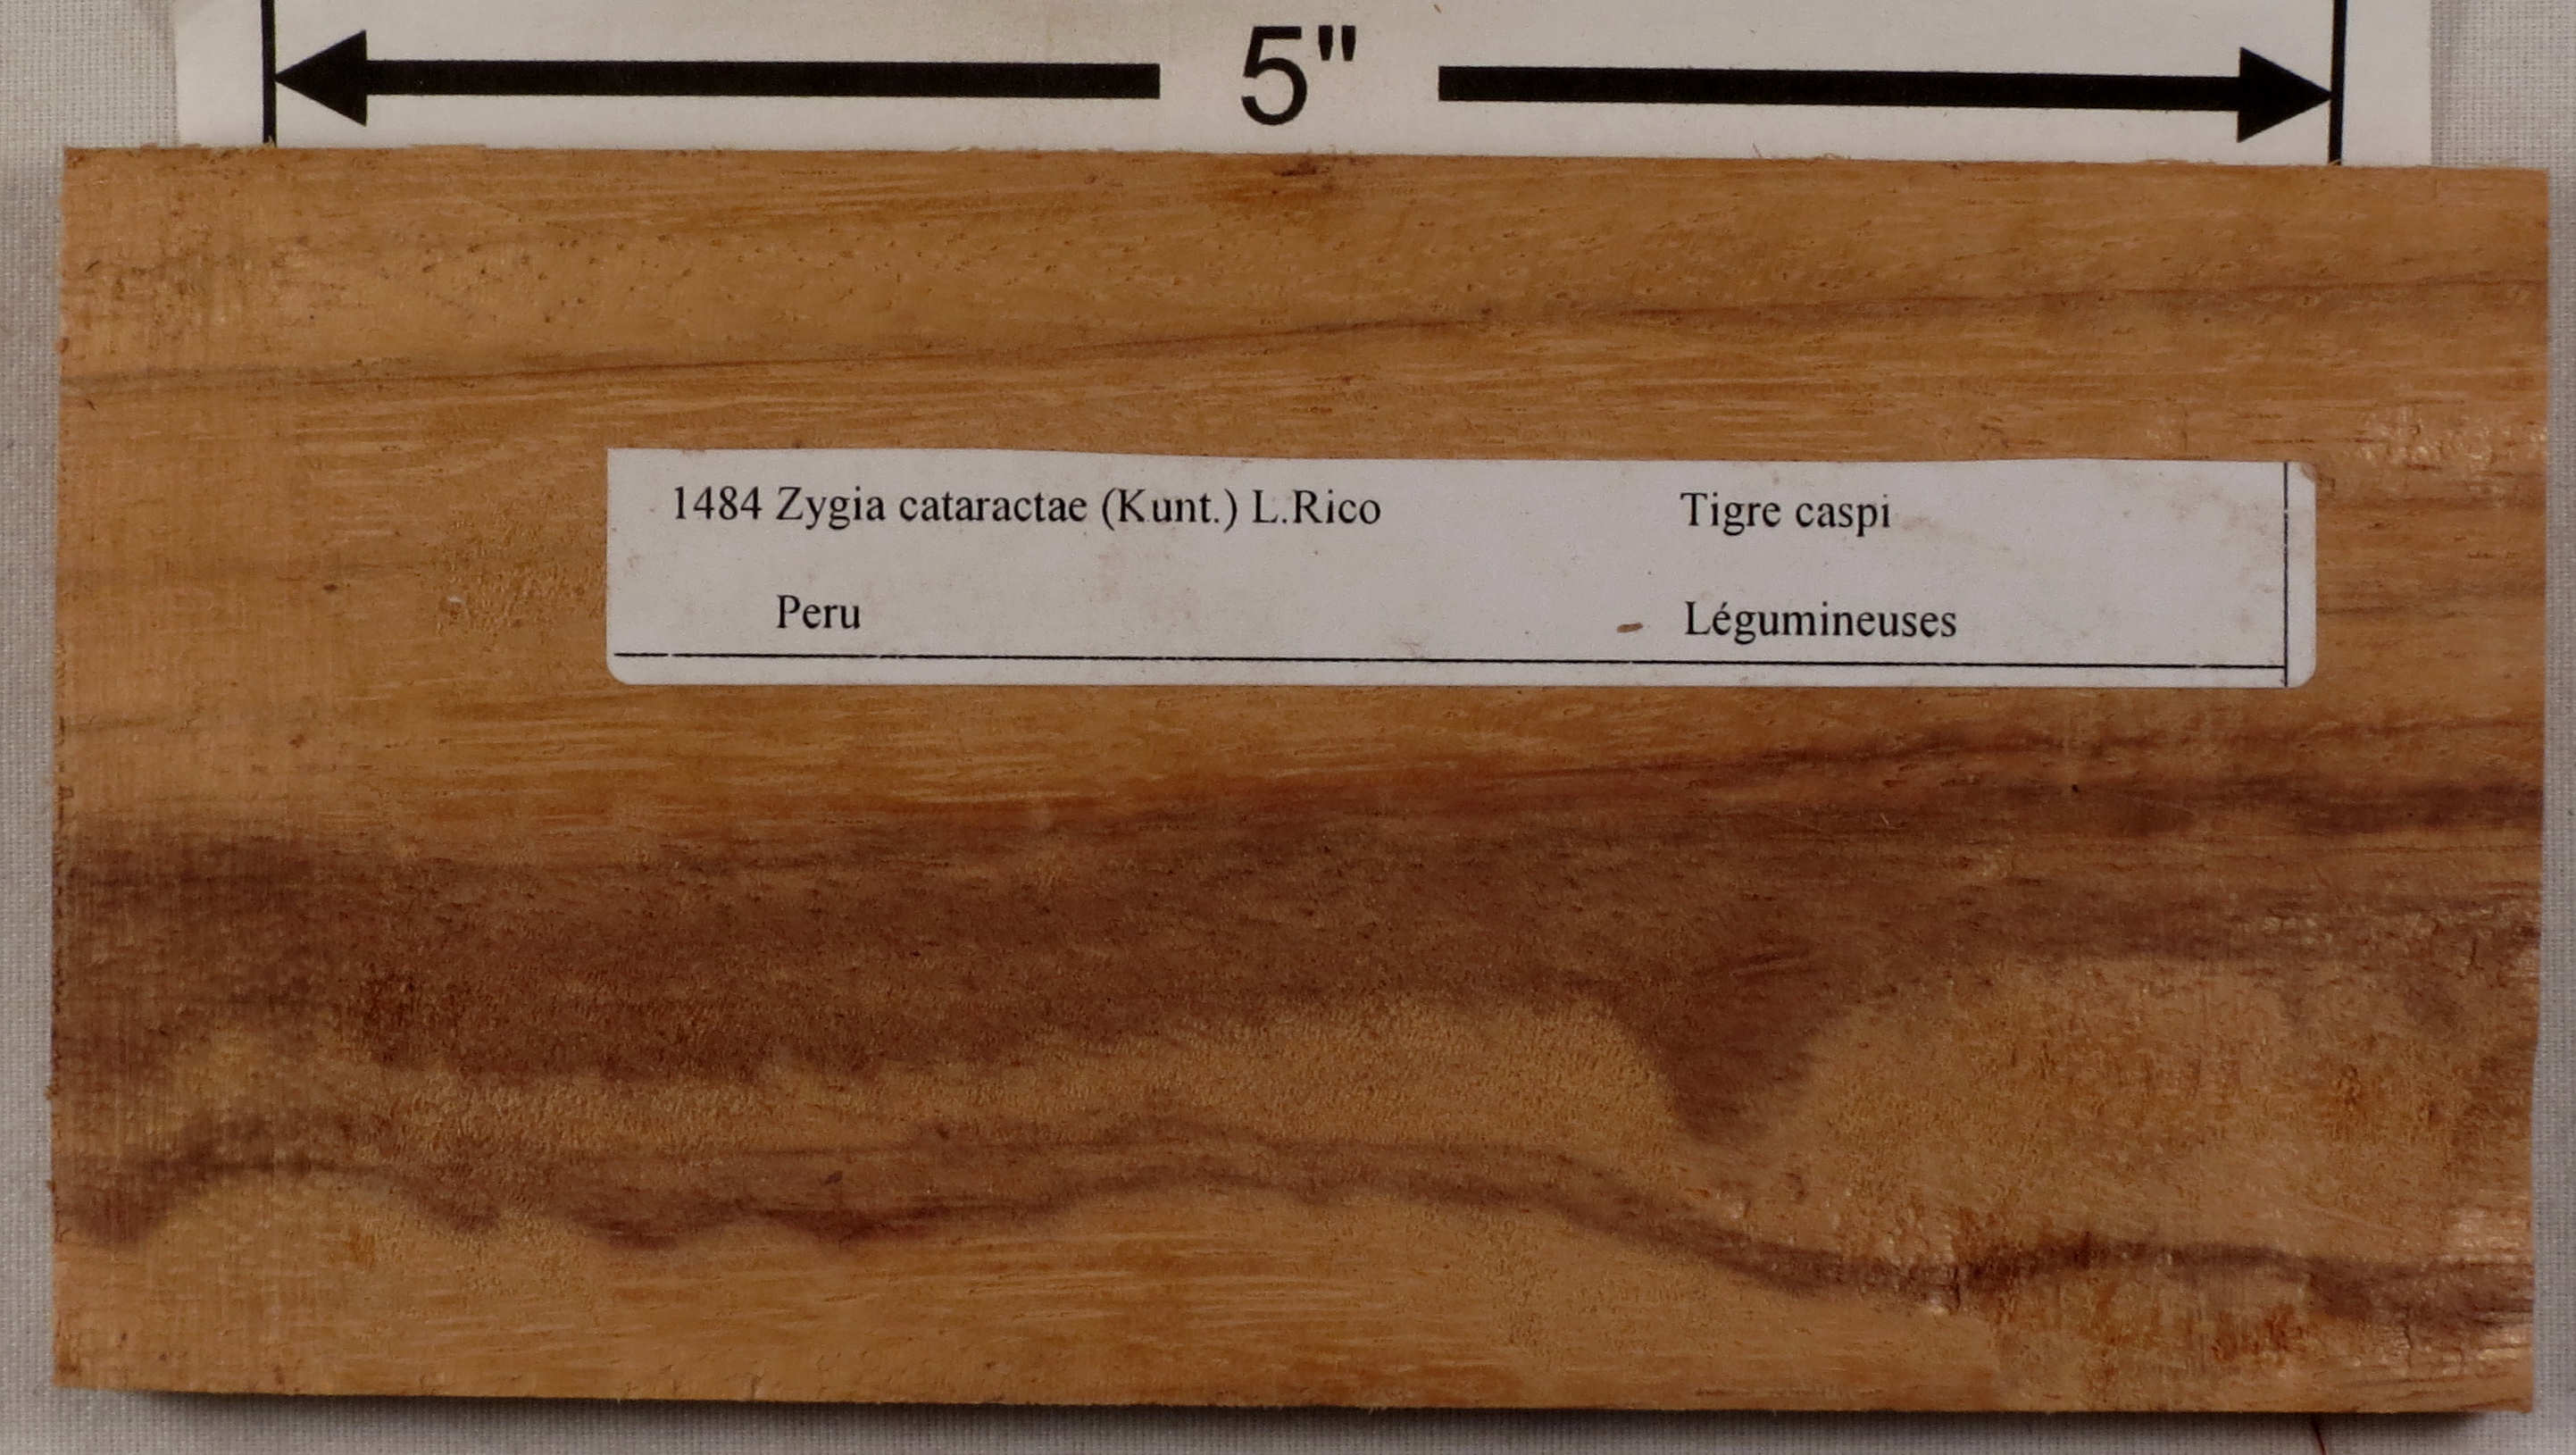 5"
1484 Zygia cataractae (Kunt.) L.Rico Tigre caspi
Peru Légumineuses